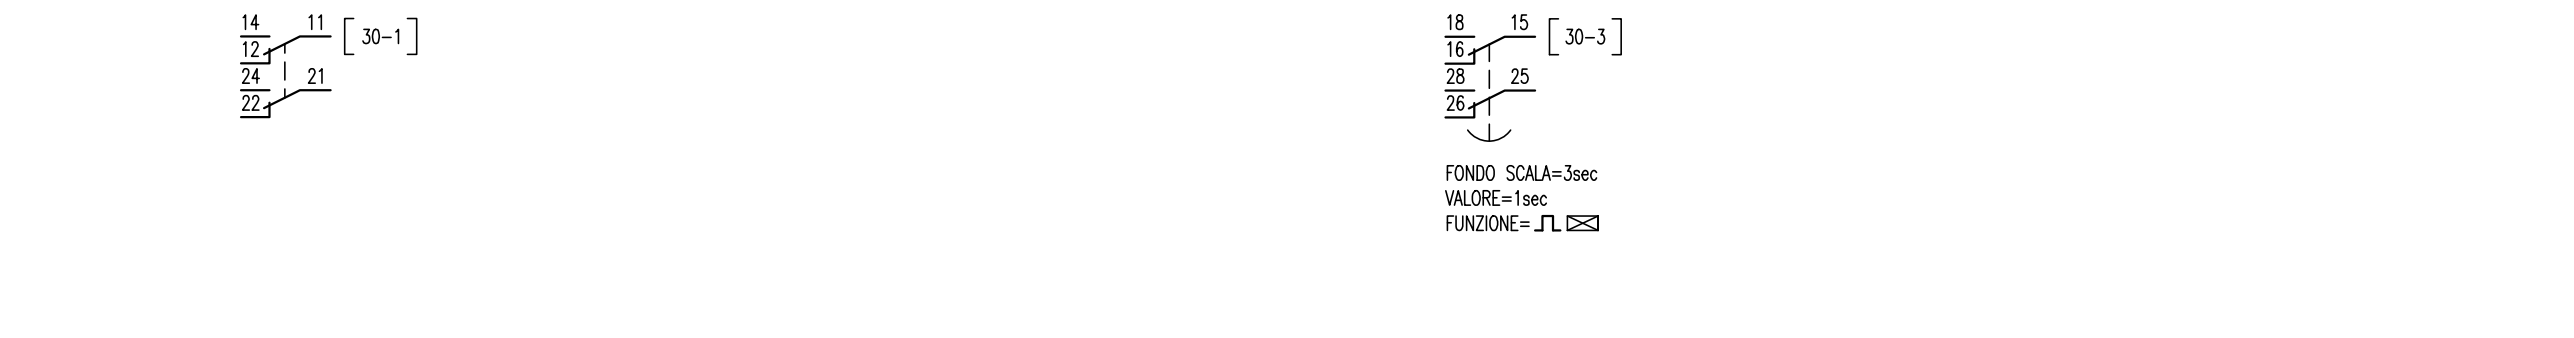 14 11 [30-1]
12
24 21
22
18 15 [30-3]
16
28 25
26
FONDO SCALA=3sec
VALORE=1sec
FUNZIONE=